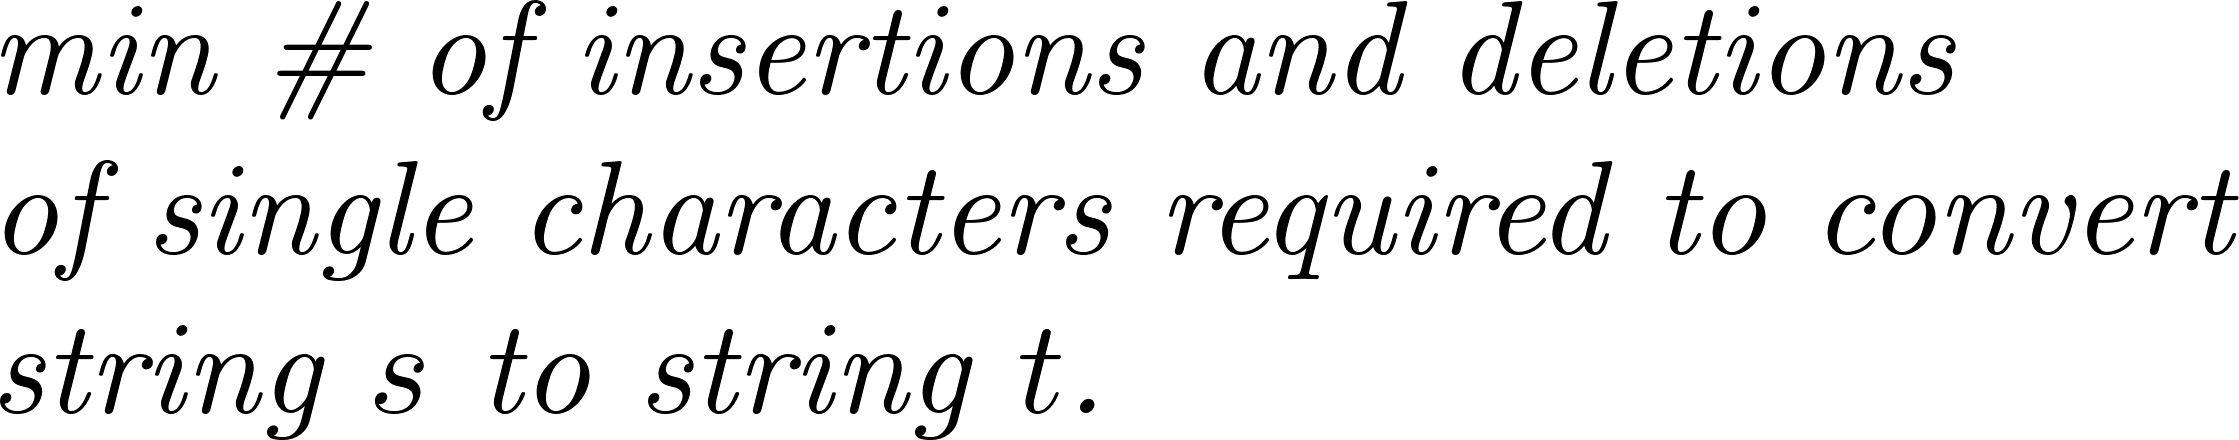 min # of insertions and deletions
of single characters required to convert
string s to string t.